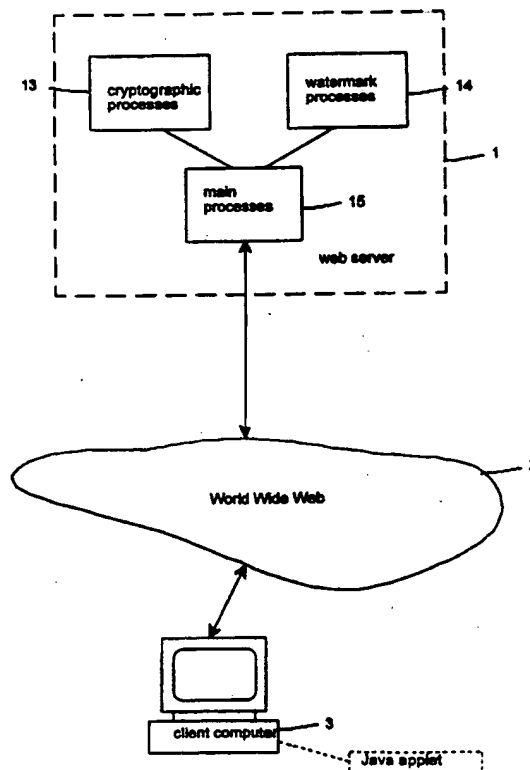 13
cryptographic
processes
watermark
processes
14
1
main
processes
15
web server
World Wide Web
3
client computer
Java applet